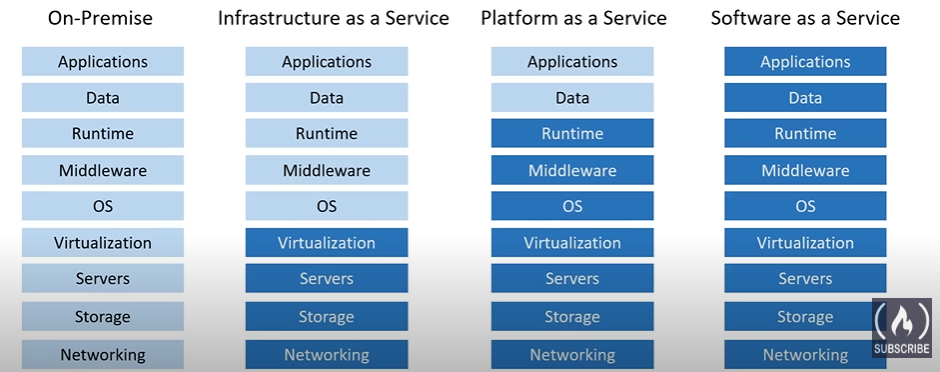 On-Premise
Infrastructure as a Service
Platform as a Service
Software as a Service
Applications
Applications
Applications
Applications
Data
Data
Data
Data
Runtime
Runtime
Runtime
Runtime
Middleware
Middleware
Middleware
Middleware
OS
OS
OS
OS
Virtualization
Virtualization
Virtualization
Virtualization
Servers
Servers
Servers
Servers
Storage
Storage
Storage
Storage
Networking
Networking
Networking
Networking
SUBSCRIBE